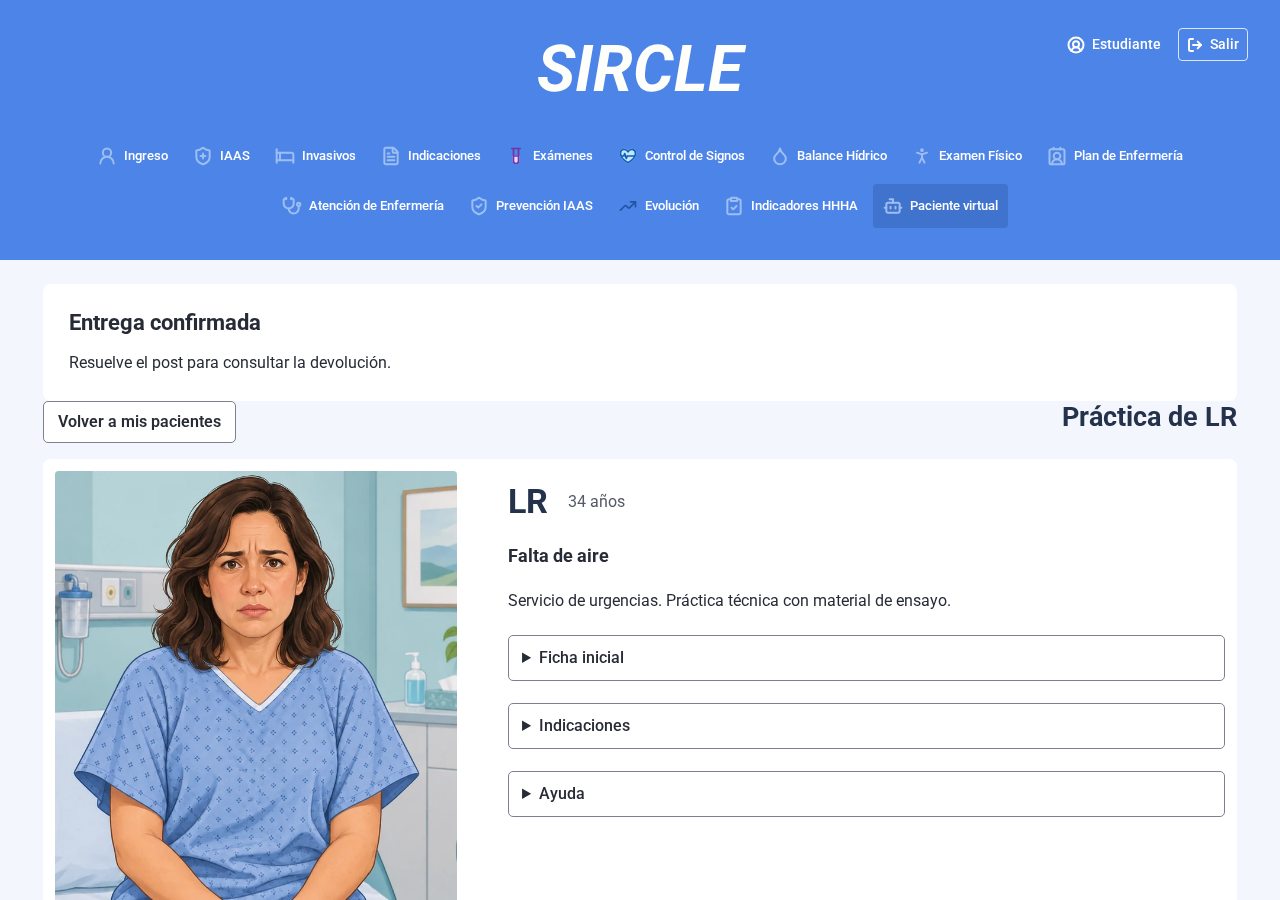 SIRCLE
Estudiante
Salir
Ingreso
IAAS
Invasivos
Indicaciones
Exámenes
Control de Signos
Balance Hídrico
Examen Físico
Plan de Enfermería
Atención de Enfermería
Prevención IAAS
Evolución
Indicadores HHHA
Paciente virtual
Entrega confirmada
Resuelve el post para consultar la devolución.
Volver a mis pacientes
Práctica de LR
LR
34 años
Falta de aire
Servicio de urgencias. Práctica técnica con material de ensayo.
Ficha inicial
Indicaciones
Ayuda